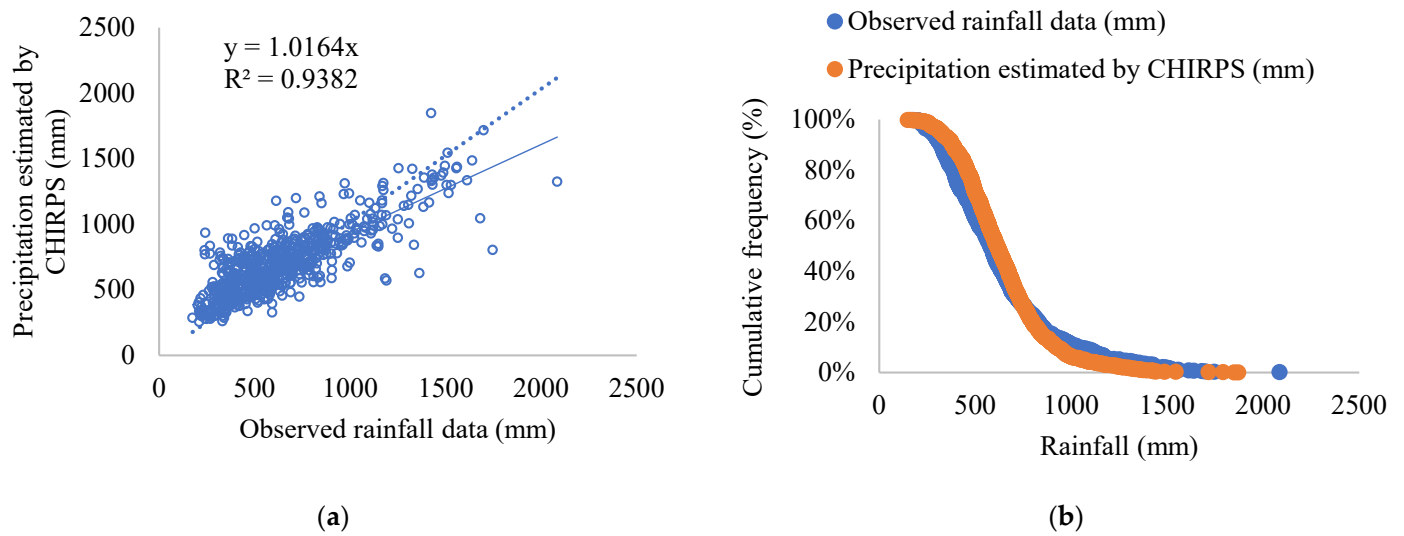 2500
2000
1500
1000
500
0
Precipitation estimated by
CHIRPS (mm)
y = 1.0164x
R² = 0.9382
0 500 1000 1500 2000 2500
Observed rainfall data (mm)
(a)
Observed rainfall data (mm)
Precipitation estimated by CHIRPS (mm)
100%
80%
60%
40%
20%
0%
Cumulative frequency (%)
0 500 1000 1500 2000 2500
Rainfall (mm)
(b)